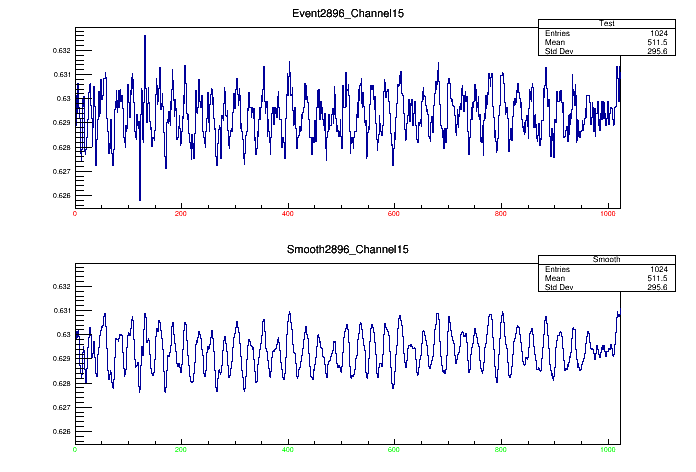 Event2896_Channel15
Test
Entries 1024
Mean 511.5
Std Dev 295.6
0.632
0.631
0.63
0.629
0.628
0.627
0.626
0 200 400 600 800 1000
Smooth2896_Channel15
Smooth
Entries 1024
Mean 511.5
Std Dev 295.6
0.632
0.631
0.63
0.629
0.628
0.627
0.626
0 200 400 600 800 1000